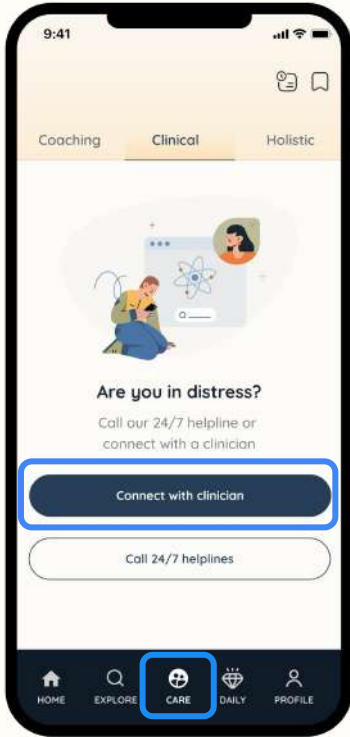 9:41
Coaching Clinical Holistic
Are you in distress?
Call our 24/7 helpline or
connect with a clinician
Connect with clinician
Call 24/7 helplines
HOME EXPLORE CARE DAILY PROFILE